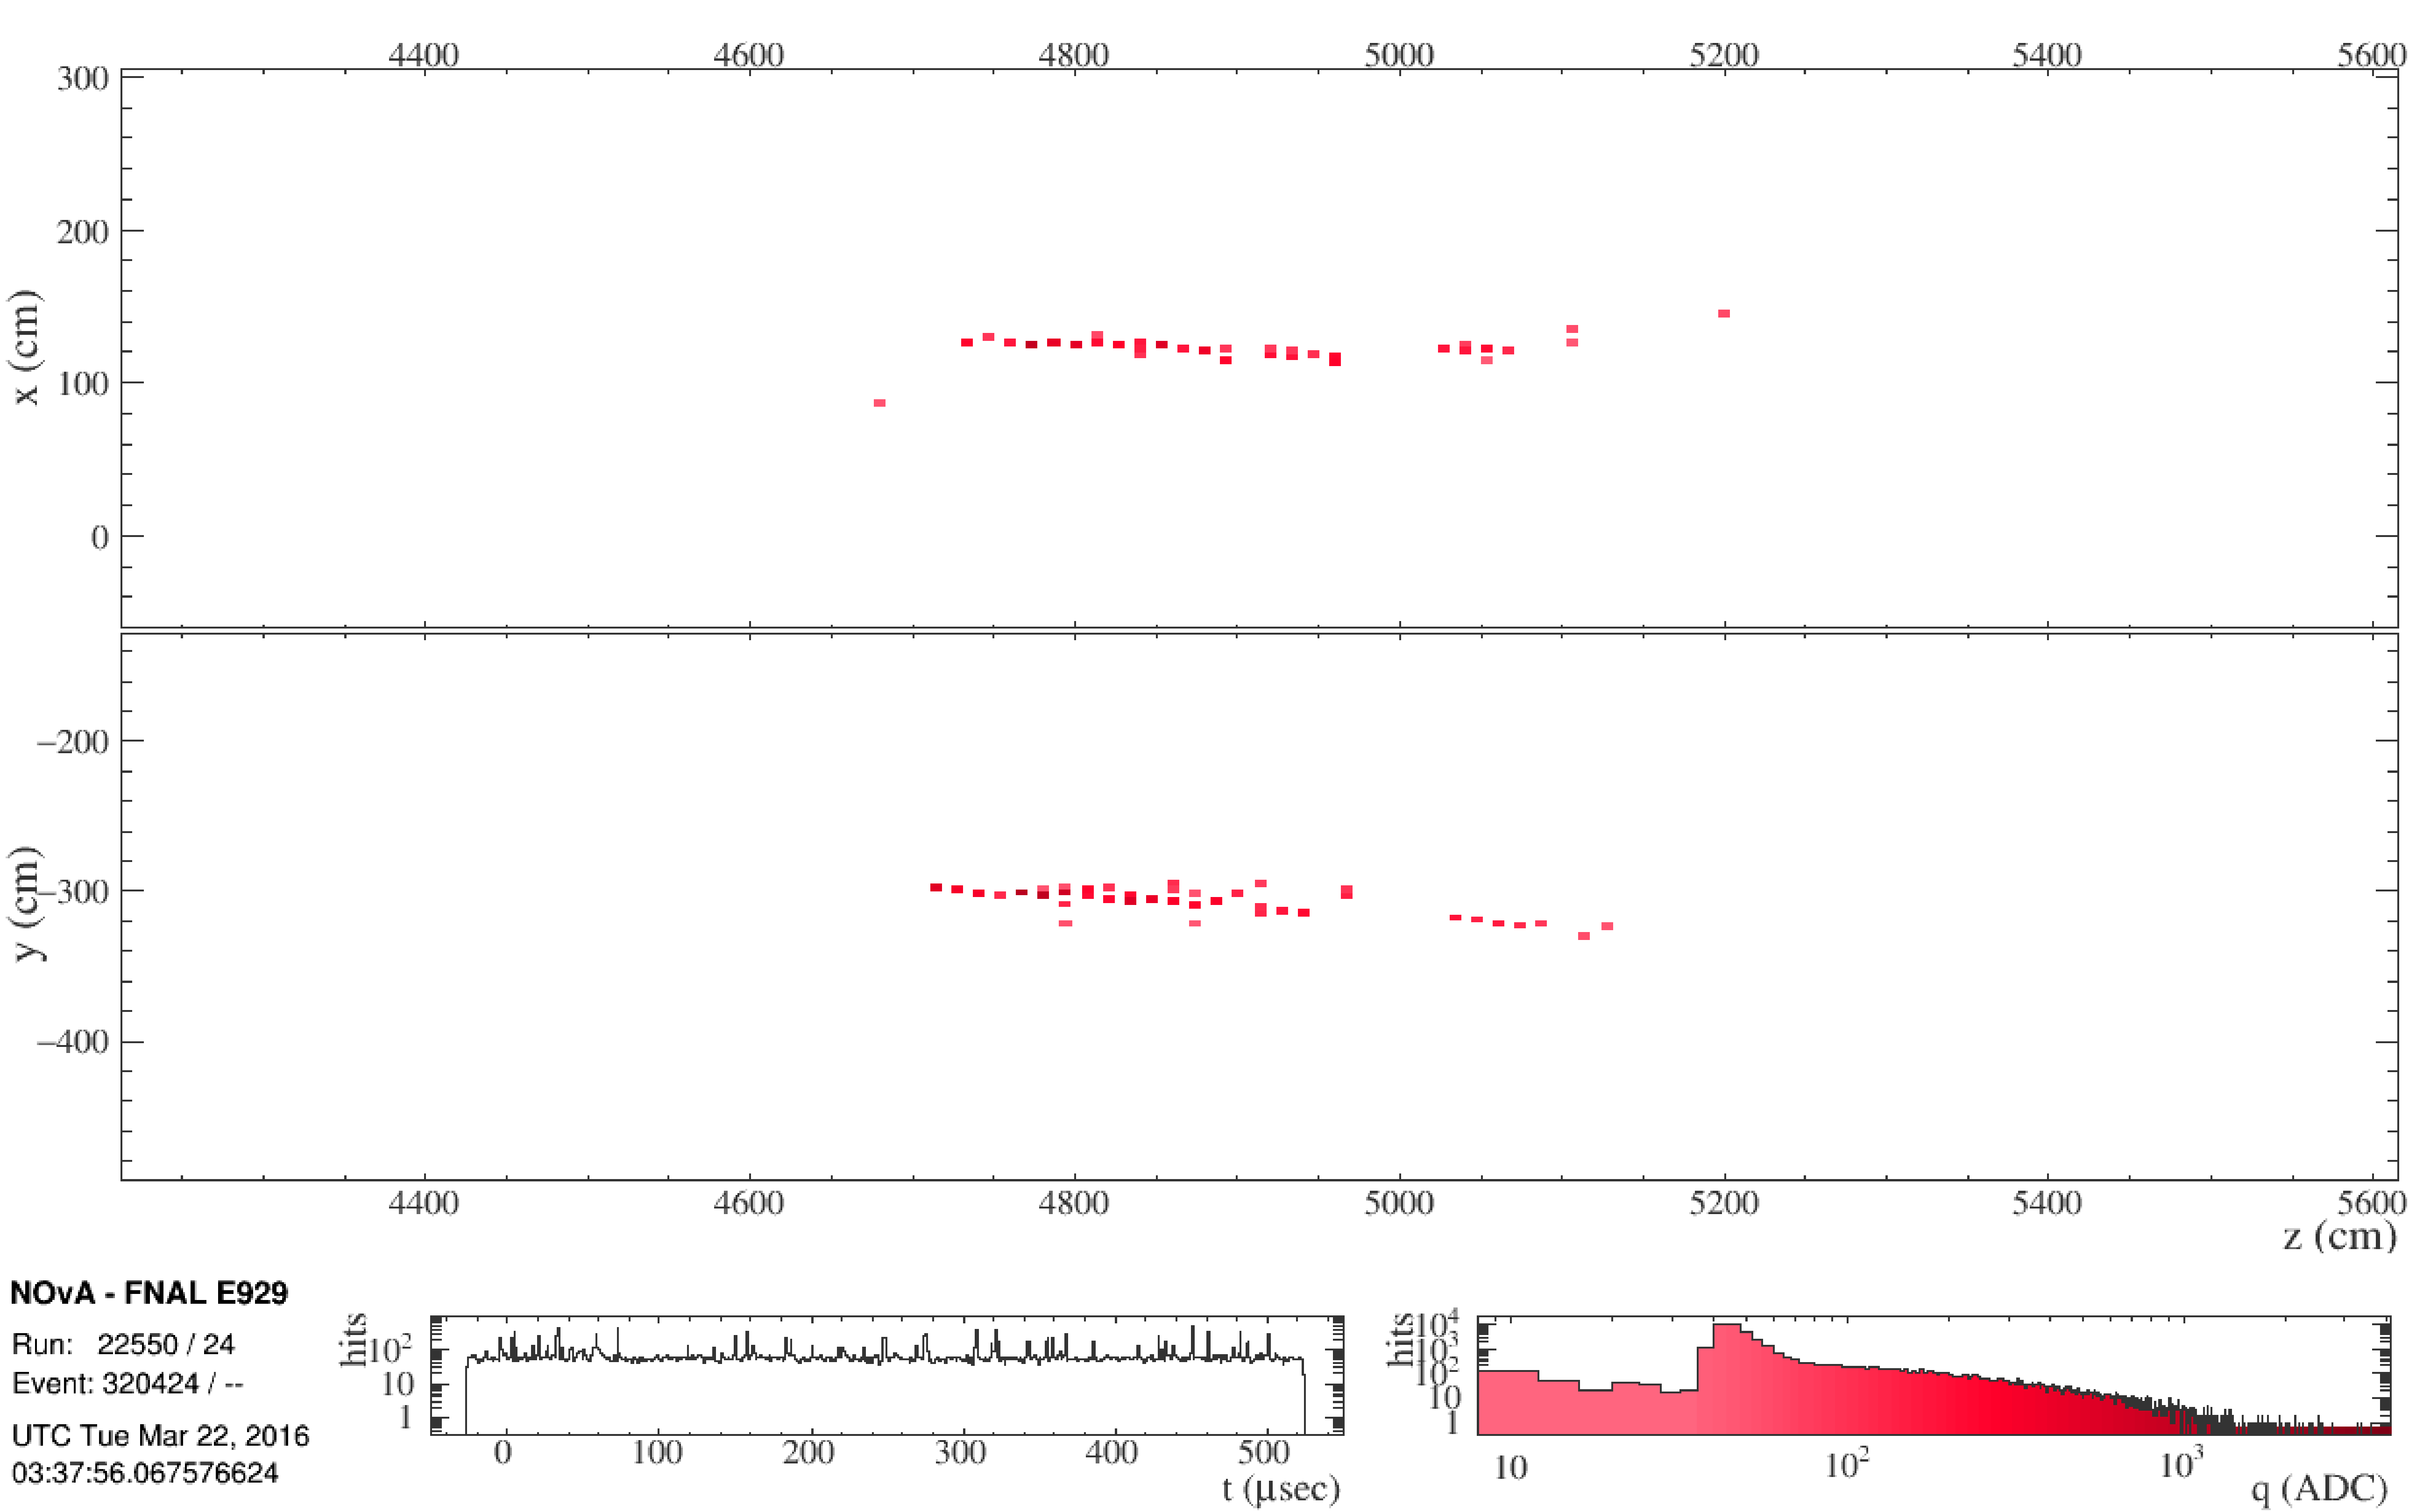 4400 4600 4800 5000 5200 5400 5600
300
200
100
0
x (cm)
−200
−300
−400
y (cm)
4400 4600 4800 5000 5200 5400 5600
z (cm)
NOvA - FNAL E929
Run: 22550 / 24
Event: 320424 / --
UTC Tue Mar 22, 2016
03:37:56.067576624
hits
10²
10
1
0 100 200 300 400 500
t (μsec)
hits
10⁴
10³
10²
10
1
10 10² 10³
q (ADC)